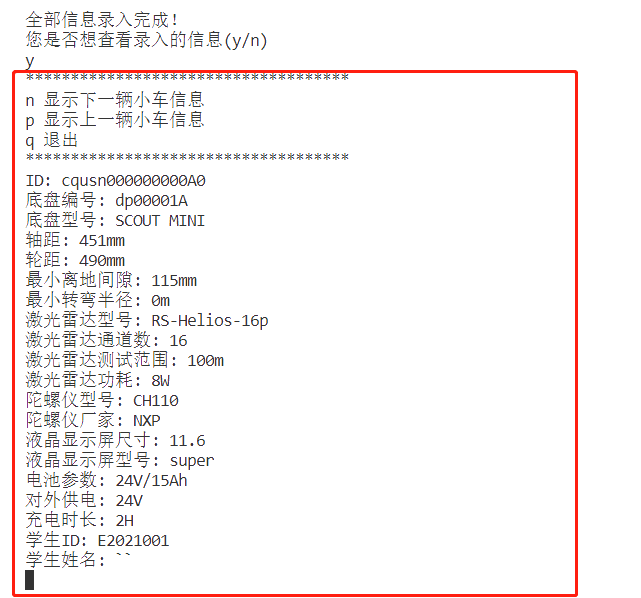 全部信息录入完成！
您是否想查看录入的信息(y/n)
y
************************************
n 显示下一辆小车信息
p 显示上一辆小车信息
q 退出
************************************
ID: cqusn000000000A0
底盘编号: dp00001A
底盘型号: SCOUT MINI
轴距: 451mm
轮距: 490mm
最小离地间隙: 115mm
最小转弯半径: 0m
激光雷达型号: RS-Helios-16p
激光雷达通道数: 16
激光雷达测试范围: 100m
激光雷达功耗: 8W
陀螺仪型号: CH110
陀螺仪厂家: NXP
液晶显示屏尺寸: 11.6
液晶显示屏型号: super
电池参数: 24V/15Ah
对外供电: 24V
充电时长: 2H
学生ID: E2021001
学生姓名: ``